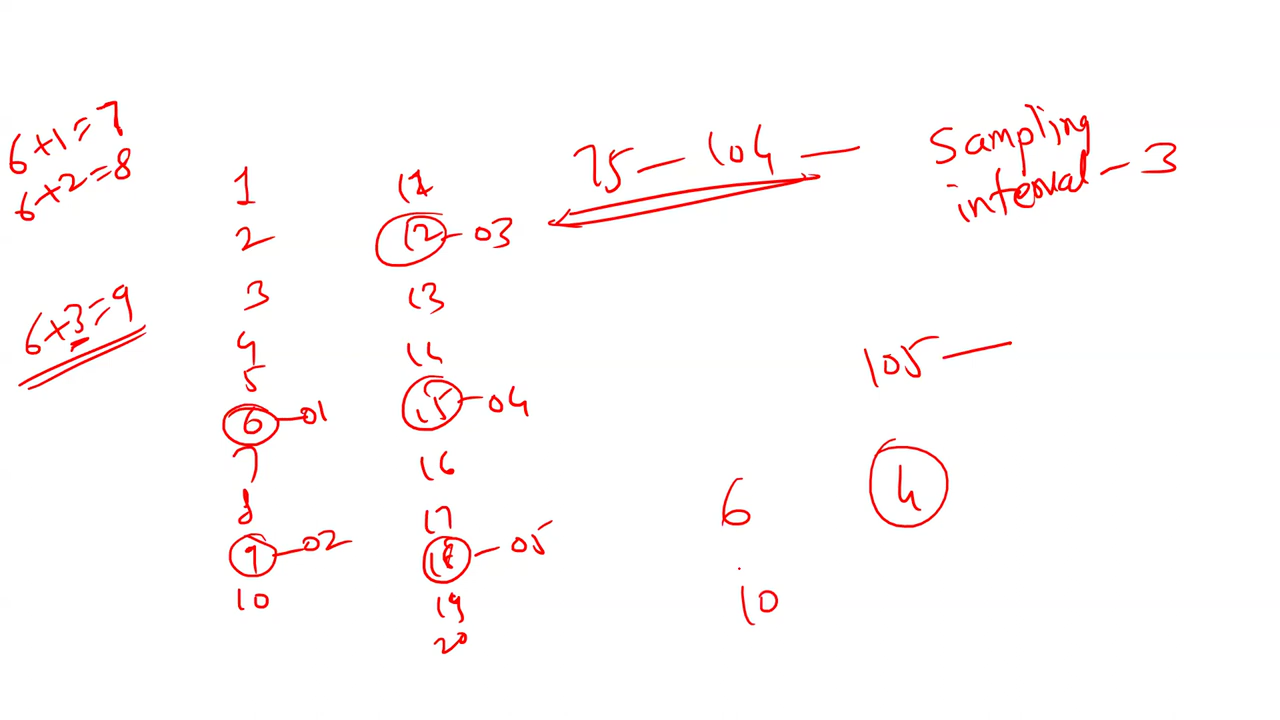 6+1=7
6+2=8
6+3=9
1
2
3
4
5
6 - 01
7
8
9 - 02
10
11
12 - 03
13
14
15 - 04
16
17
18 - 05
19
20
75 - 104 -
Sampling
interval - 3
105 -
4
6
10